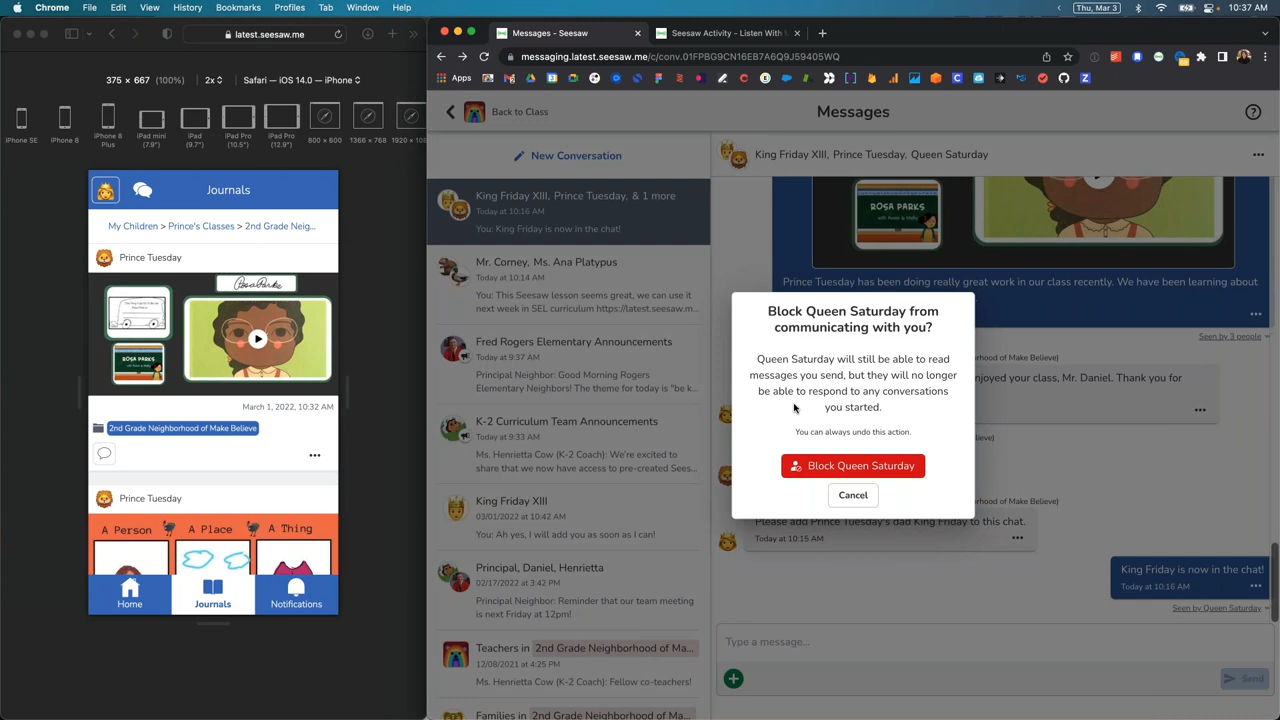 Chrome File Edit View History Bookmarks Profiles Tab Window Help
Thu, Mar 3 10:37 AM
latest.seesaw.me
375 × 667 (100%) 2x Safari – iOS 14.0 – iPhone
iPhone SE
iPhone 8
iPhone 8 Plus
iPad mini (7.9")
iPad (9.7")
iPad Pro (10.5")
iPad Pro (12.9")
800 × 600
1366 × 768
Journals
My Children > Prince's Classes > 2nd Grade Neig...
Prince Tuesday
Rosa Parks
ROSA PARKS
March 1, 2022, 10:32 AM
2nd Grade Neighborhood of Make Believe
Prince Tuesday
A Person A Place A Thing
Home
Journals
Notifications
Messages – Seesaw
Seesaw Activity - Listen With M
messaging.latest.seesaw.me/c/conv.01FPBG9CN16EB7A6Q9J59405WQ
Apps
Back to Class
Messages
New Conversation
King Friday XIII, Prince Tuesday, & 1 more
Today at 10:16 AM
You: King Friday is now in the chat!
Mr. Corney, Ms. Ana Platypus
Today at 10:14 AM
You: This Seesaw lesson seems great, we can use it
next week in SEL curriculum https://latest.seesaw.m...
Fred Rogers Elementary Announcements
Today at 9:37 AM
Principal Neighbor: Good Morning Rogers
Elementary Neighbors! The theme for today is "be k...
K-2 Curriculum Team Announcements
Today at 9:33 AM
Ms. Henrietta Cow (K-2 Coach): We're excited to
share that we now have access to pre-created Sees...
King Friday XIII
03/01/2022 at 10:42 AM
You: Ah yes, I will add you as soon as I can!
Principal, Daniel, Henrietta
02/17/2022 at 3:42 PM
Principal Neighbor: Reminder that our team meeting
is next Friday at 12pm!
Teachers in 2nd Grade Neighborhood of Ma...
12/08/2021 at 4:25 PM
Ms. Henrietta Cow (K-2 Coach): Fellow co-teachers!
Families in 2nd Grade Neighborhood of Ma...
King Friday XIII, Prince Tuesday, Queen Saturday
ROSA PARKS
Prince Tuesday has been doing really great work in our class recently. We have been learning about
Seen by 3 people
orhood of Make Believe)
njoyed your class, Mr. Daniel. Thank you for
orhood of Make Believe)
Please add Prince Tuesday's dad King Friday to this chat.
Today at 10:15 AM
King Friday is now in the chat!
Today at 10:16 AM
Seen by Queen Saturday
Type a message...
Send
Block Queen Saturday from
communicating with you?
Queen Saturday will still be able to read
messages you send, but they will no longer
be able to respond to any conversations
you started.
You can always undo this action.
Block Queen Saturday
Cancel